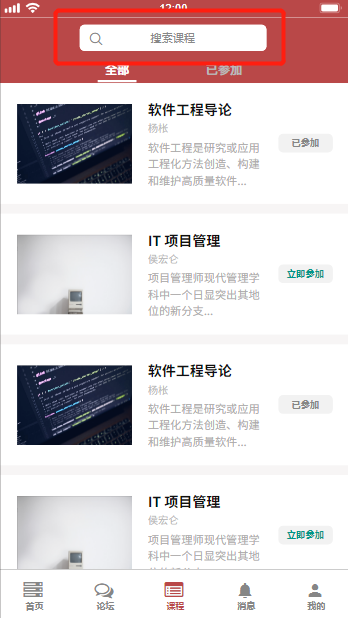 12:00
搜索课程
全部 已参加
软件工程导论
杨枨
软件工程是研究或应用
工程化方法创造、构建
和维护高质量软件...
已参加
IT 项目管理
侯宏仑
项目管理师现代管理学
科中一个日显突出其地
位的新分支...
立即参加
软件工程导论
杨枨
软件工程是研究或应用
工程化方法创造、构建
和维护高质量软件...
已参加
IT 项目管理
侯宏仑
项目管理师现代管理学
科中一个日显突出其地
立即参加
首页 论坛 课程 消息 我的